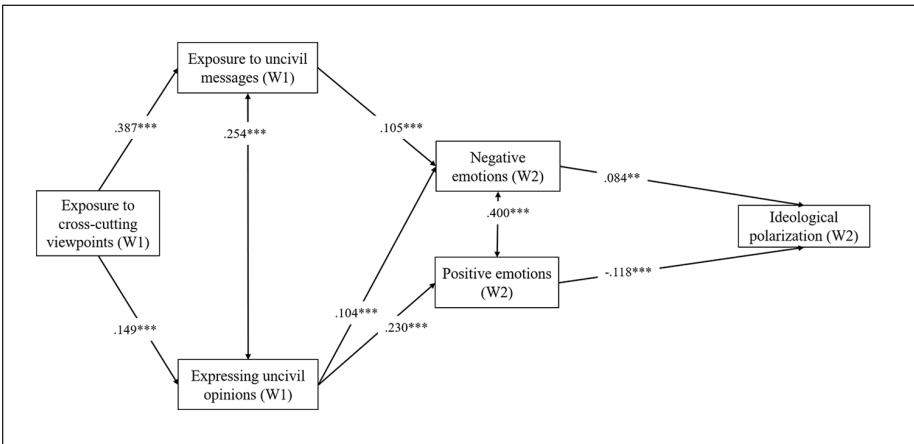 Exposure to uncivil
messages (W1)
.387***
.254***
.105***
Negative
emotions (W2)
.084**
Exposure to
cross-cutting
viewpoints (W1)
.400***
Ideological
polarization (W2)
Positive emotions
(W2)
-.118***
.149***
.104***
.230***
Expressing uncivil
opinions (W1)